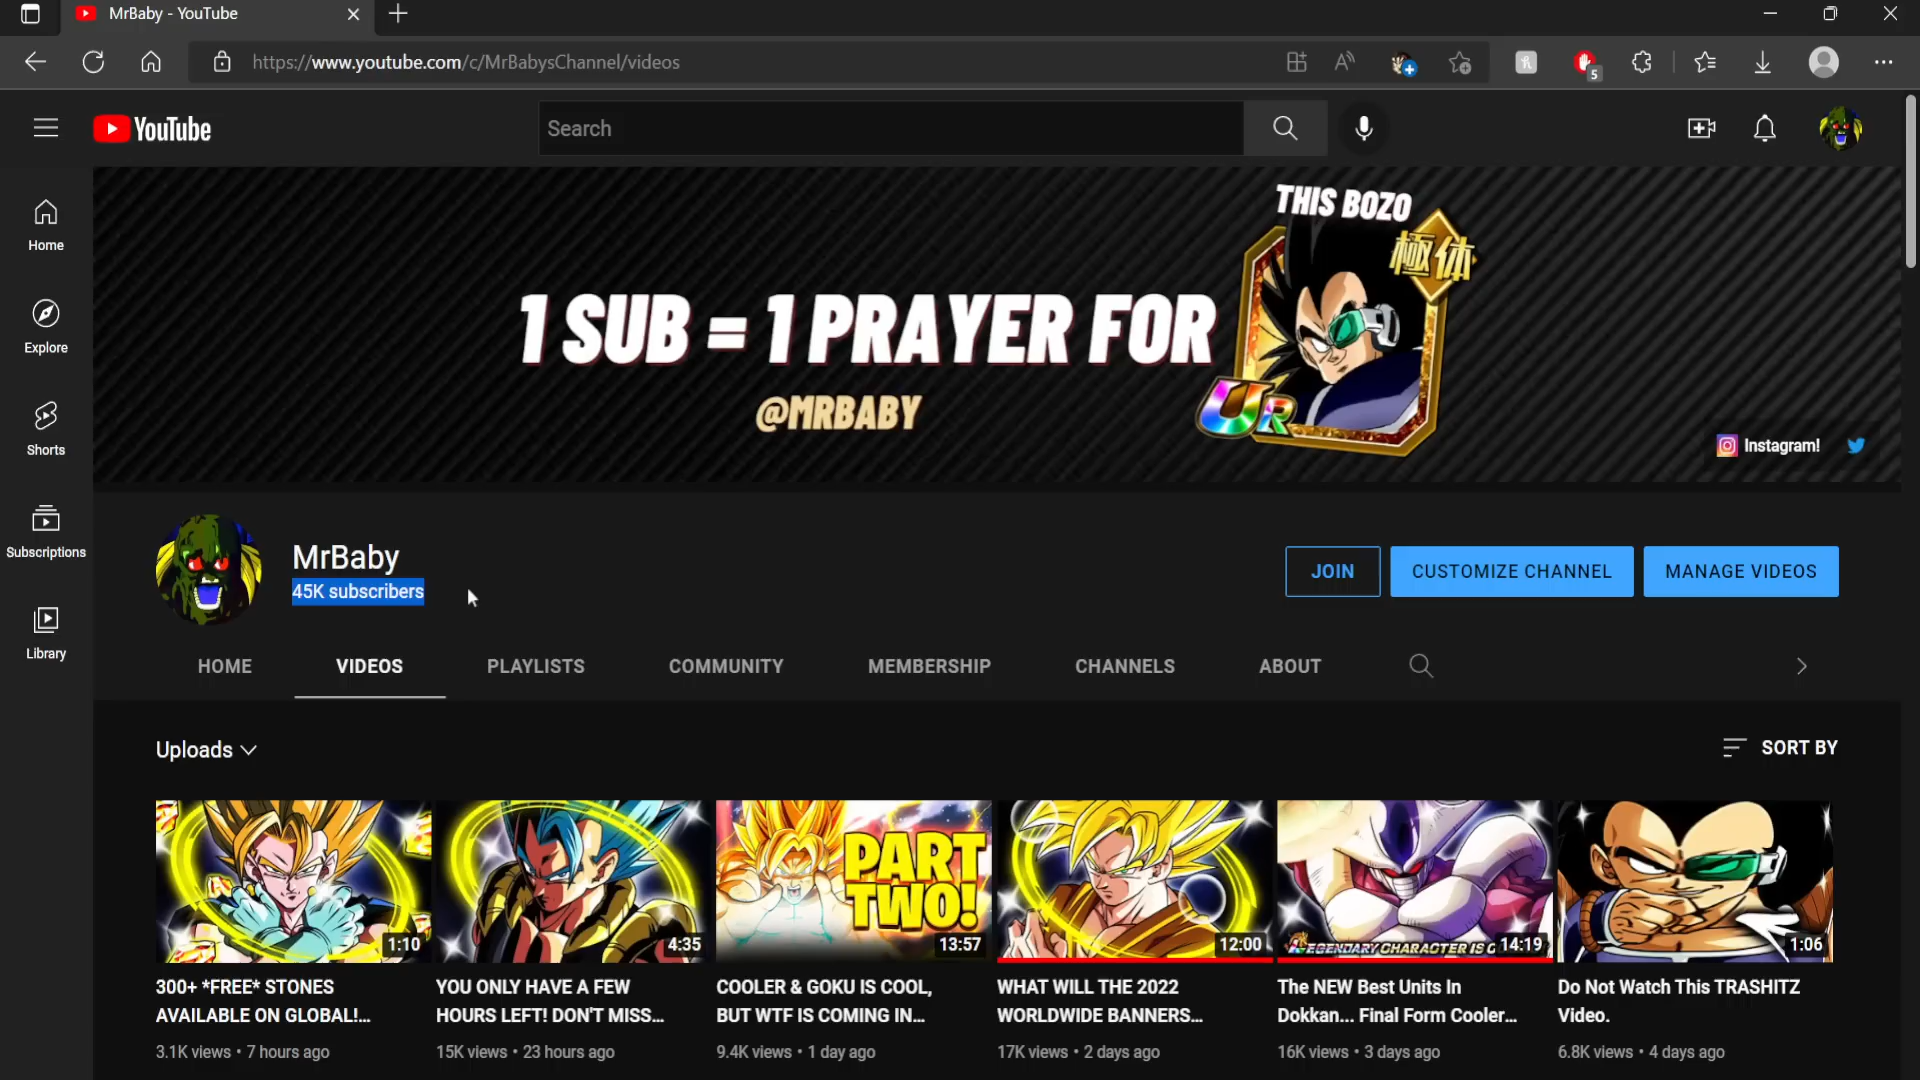 MrBaby - YouTube
https://www.youtube.com/c/MrBabysChannel/videos
5
YouTube
Search
Home
Explore
Shorts
Subscriptions
Library
THIS BOZO
極体
1 SUB = 1 PRAYER FOR
@MRBABY
UR
Instagram!
MrBaby
45K subscribers
JOIN
CUSTOMIZE CHANNEL
MANAGE VIDEOS
HOME
VIDEOS
PLAYLISTS
COMMUNITY
MEMBERSHIP
CHANNELS
ABOUT
Uploads
SORT BY
1:10
4:35
PART
TWO!
13:57
12:00
LEGENDARY CHARACTER IS G
14:19
1:06
300+ *FREE* STONES
AVAILABLE ON GLOBAL!...
3.1K views • 7 hours ago
YOU ONLY HAVE A FEW
HOURS LEFT! DON'T MISS...
15K views • 23 hours ago
COOLER & GOKU IS COOL,
BUT WTF IS COMING IN...
9.4K views • 1 day ago
WHAT WILL THE 2022
WORLDWIDE BANNERS...
17K views • 2 days ago
The NEW Best Units In
Dokkan... Final Form Cooler...
16K views • 3 days ago
Do Not Watch This TRASHITZ
Video.
6.8K views • 4 days ago